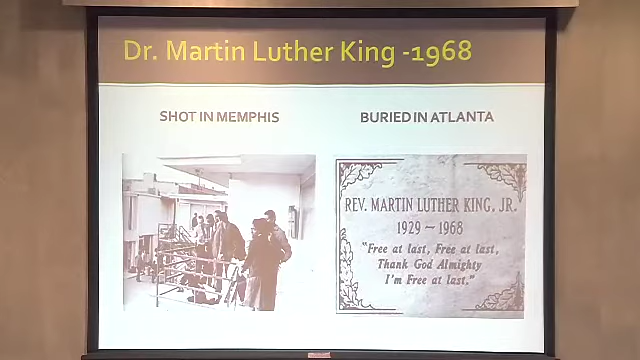 Dr. Martin Luther King -1968
SHOT IN MEMPHIS
BURIED IN ATLANTA
REV. MARTIN LUTHER KING, JR.
1929 ~ 1968
"Free at last, Free at last,
Thank God Almighty
I'm Free at last."